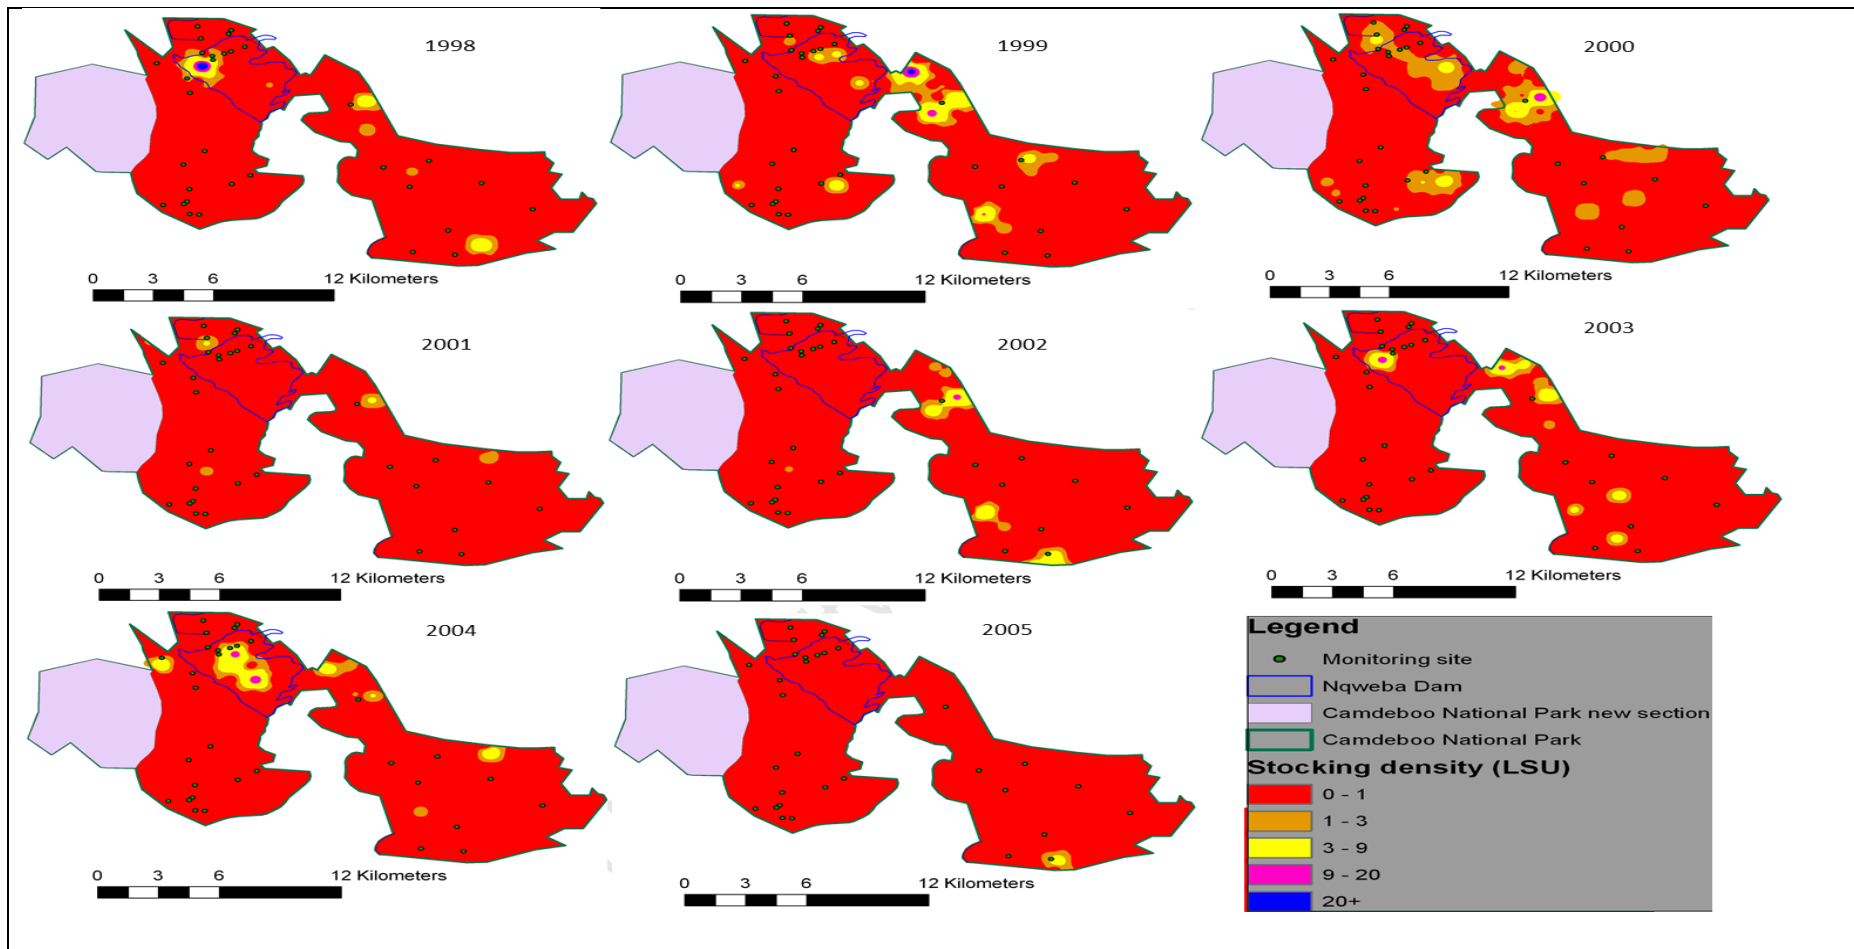 1998
1999
2000
0 3 6 12 Kilometers
0 3 6 12 Kilometers
0 3 6 12 Kilometers
2001
2002
2003
0 3 6 12 Kilometers
0 3 6 12 Kilometers
0 3 6 12 Kilometers
2004
2005
0 3 6 12 Kilometers
0 3 6 12 Kilometers
Legend
Monitoring site
Nqweba Dam
Camdeboo National Park new section
Camdeboo National Park
Stocking density (LSU)
0 - 1
1 - 3
3 - 9
9 - 20
20+